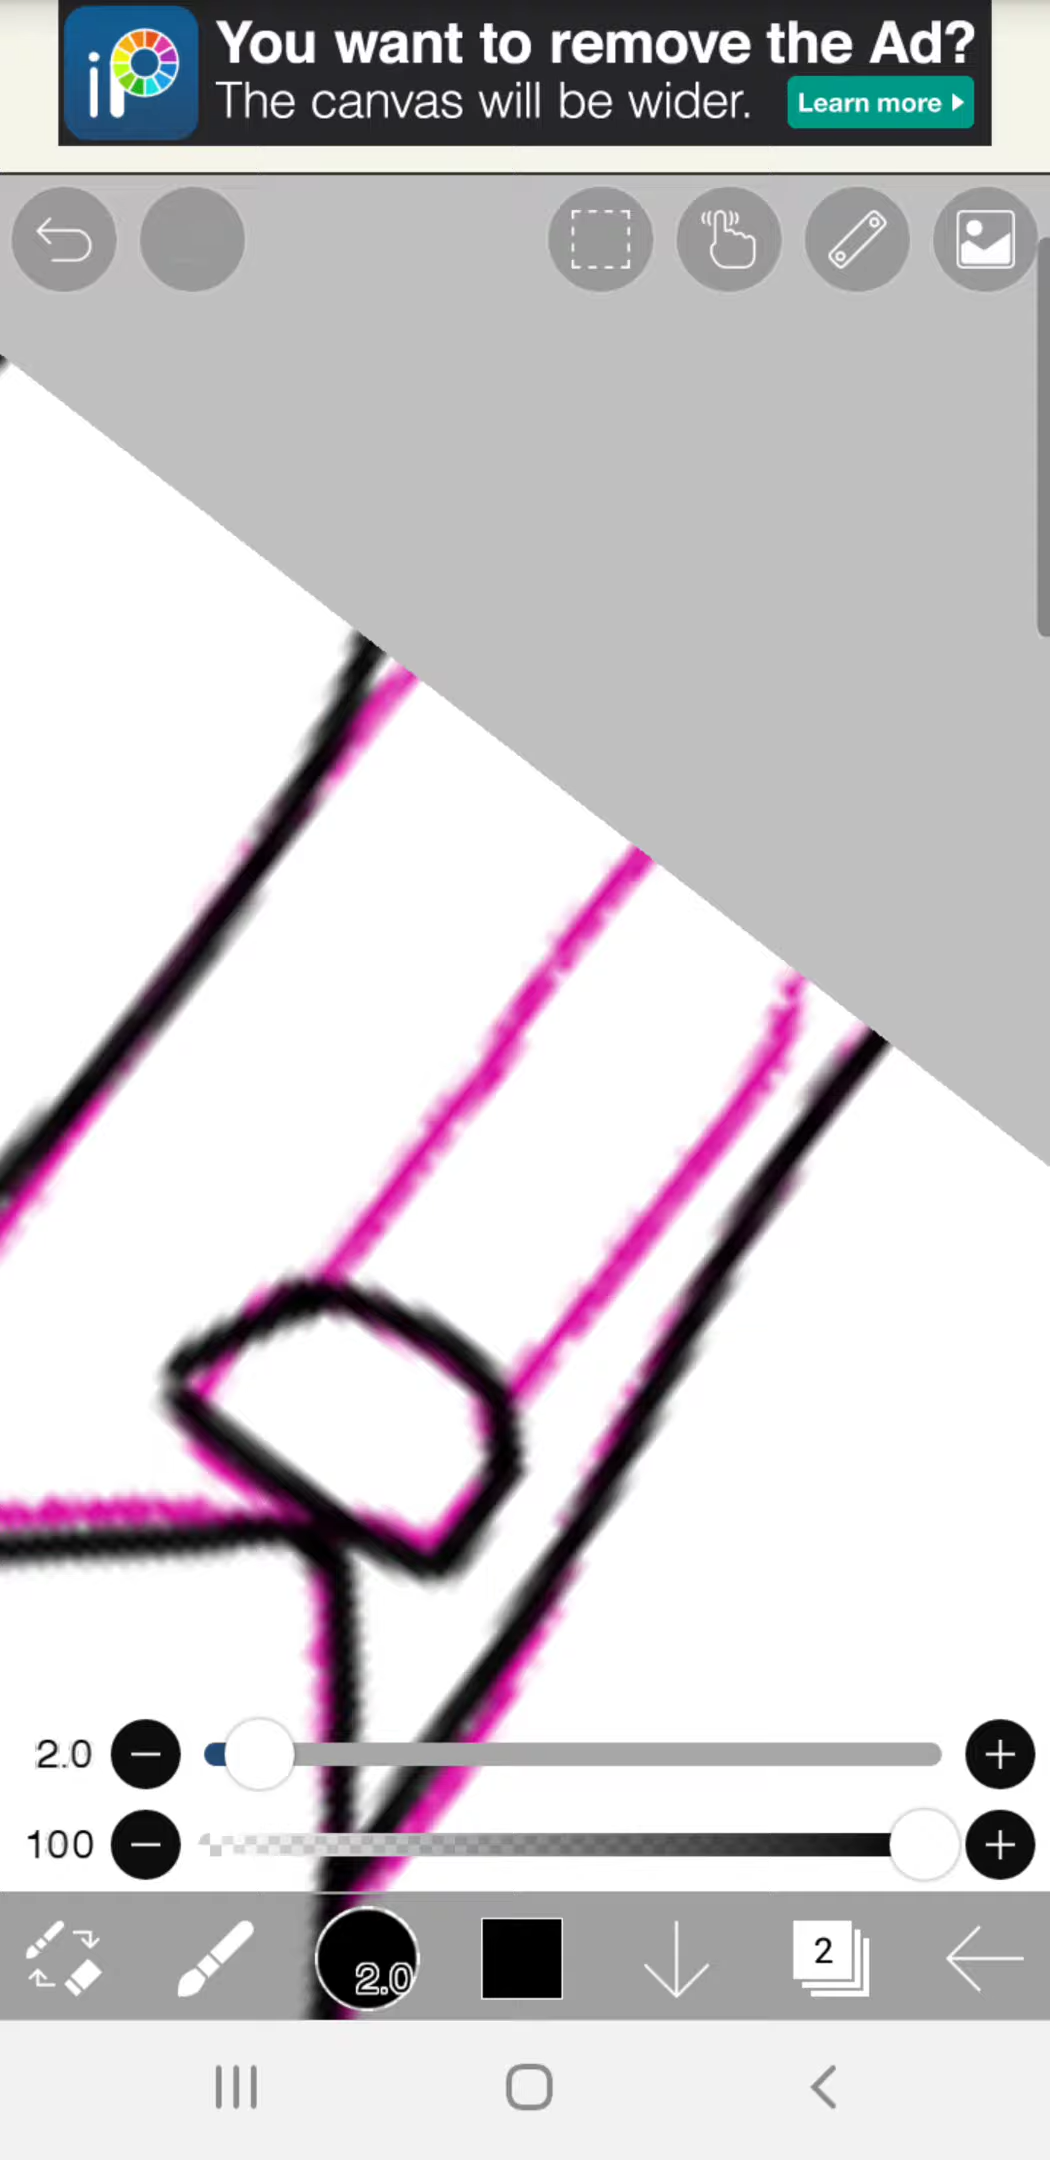 iP
You want to remove the Ad?
The canvas will be wider.
Learn more
2.0
100
2.0
2